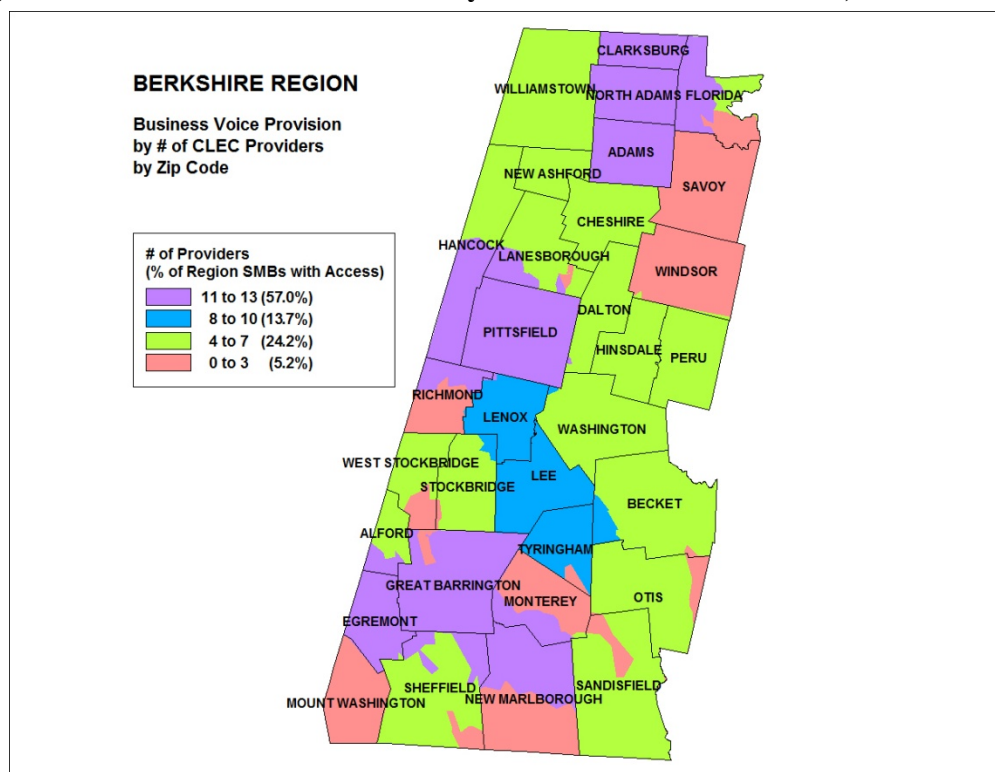 BERKSHIRE REGION
Business Voice Provision
by # of CLEC Providers
by Zip Code
# of Providers
(% of Region SMBs with Access)
11 to 13 (57.0%)
8 to 10 (13.7%)
4 to 7 (24.2%)
0 to 3 (5.2%)
CLARKSBURG
WILLIAMSTOWN
NORTH ADAMS
FLORIDA
ADAMS
NEW ASHFORD
SAVOY
CHESHIRE
HANCOCK
LANESBOROUGH
WINDSOR
DALTON
PITTSFIELD
HINSDALE
PERU
RICHMOND
LENOX
WASHINGTON
WEST STOCKBRIDGE
STOCKBRIDGE
LEE
BECKET
ALFORD
TYRINGHAM
GREAT BARRINGTON
MONTEREY
OTIS
EGREMONT
SHEFFIELD
SANDISFIELD
MOUNT WASHINGTON
NEW MARLBOROUGH